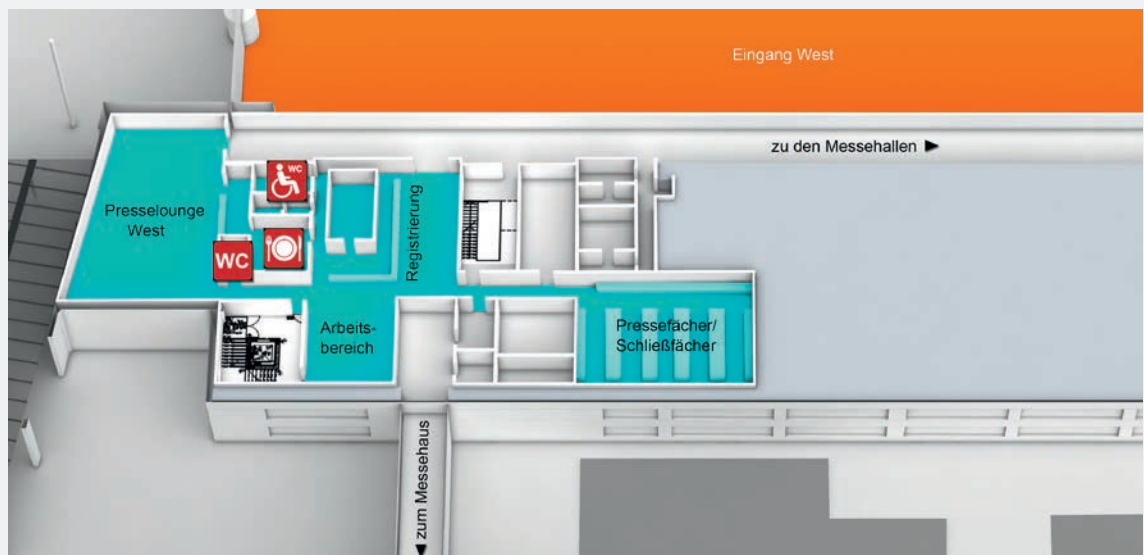 Eingang West
zu den Messehallen ▶
WC
Presselounge
West
Registrierung
WC
Arbeits-
bereich
Pressefächer/
Schließfächer
◀ zum Messehaus